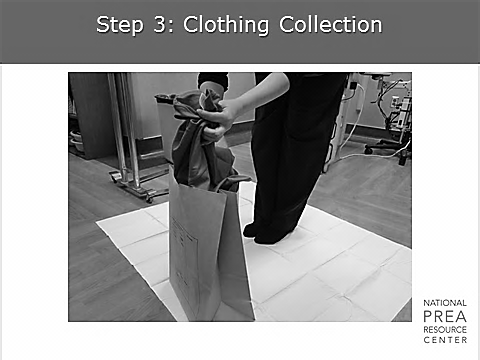 Step 3: Clothing Collection
NATIONAL
PREA
RESOURCE
CENTER